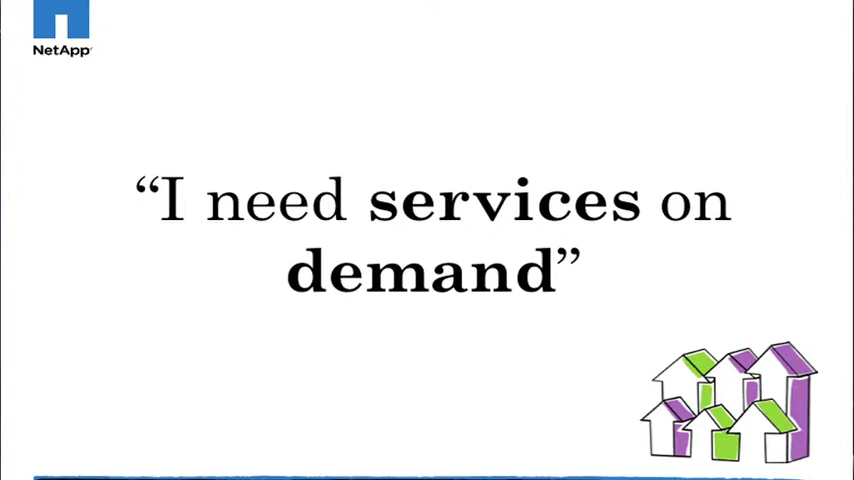 NetApp
“I need services on
demand”